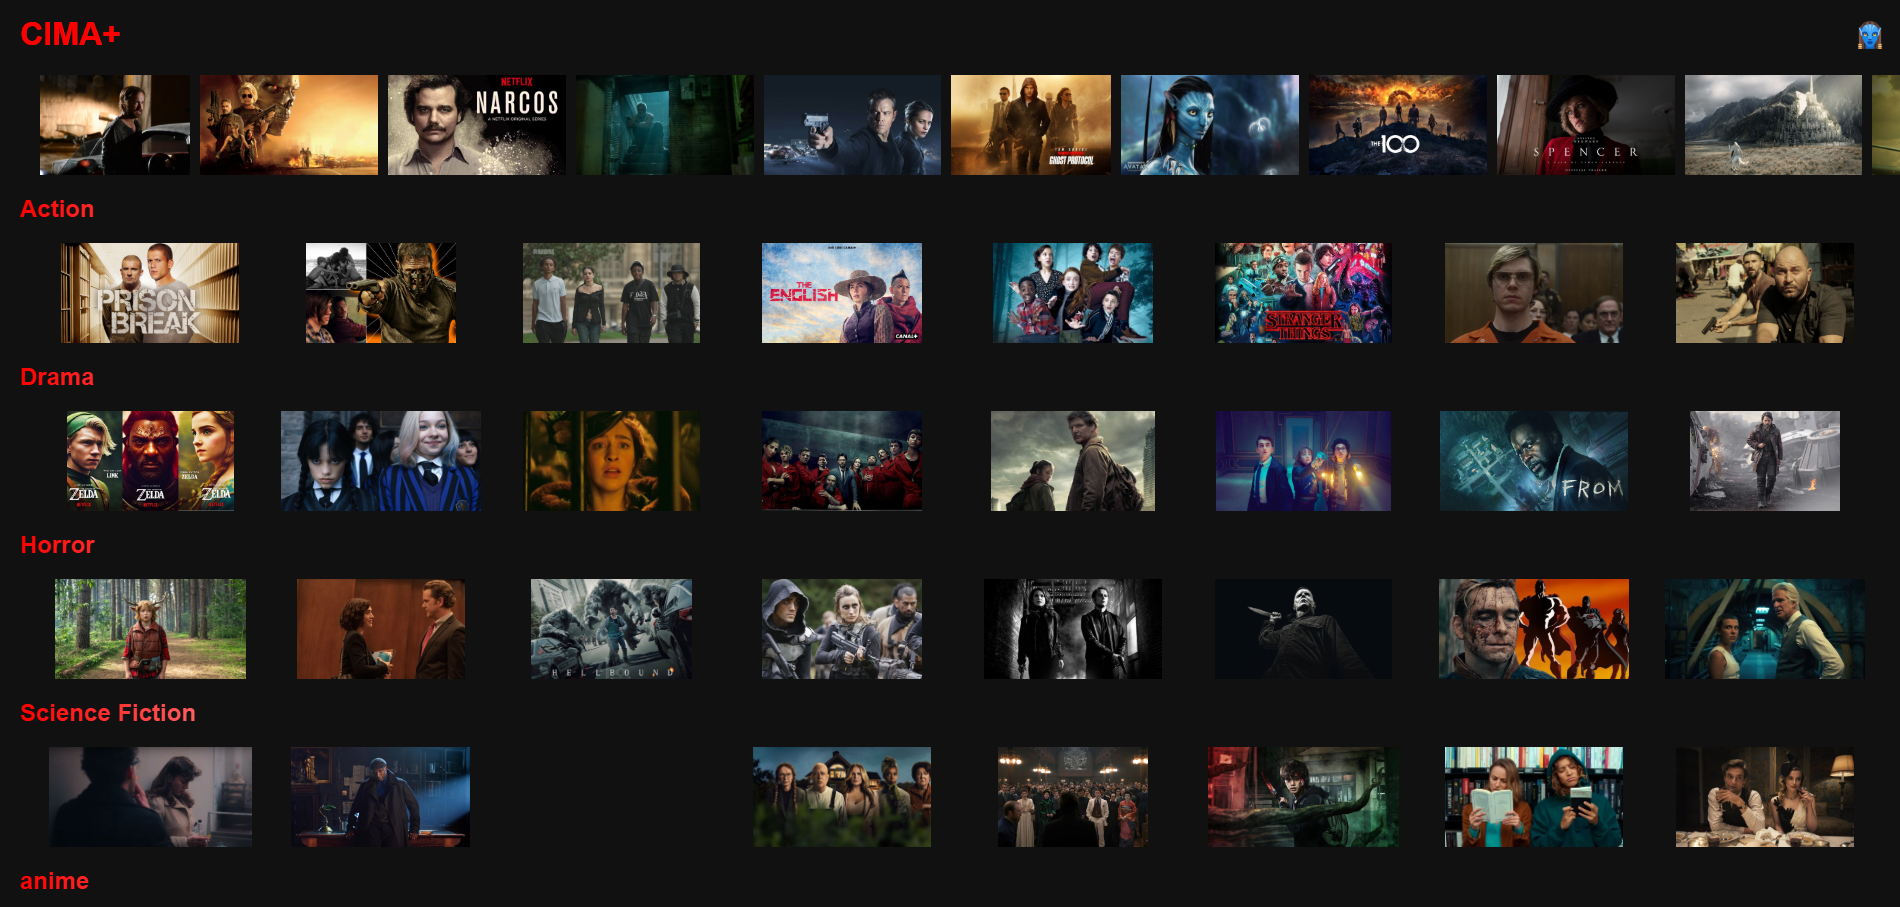 CIMA+
NETFLIX
NARCOS
A NETFLIX ORIGINAL SERIES
GHOST PROTOCOL
AVATAR
THE 100
SPENCER
Action
PRISON
BREAK
THE
ENGLISH
CANAL+
STRANGER
THINGS
Drama
LINK
ZELDA
ZELDA
ZELDA
ZELDA
FROM
Horror
HELLBOUND
Science Fiction
anime